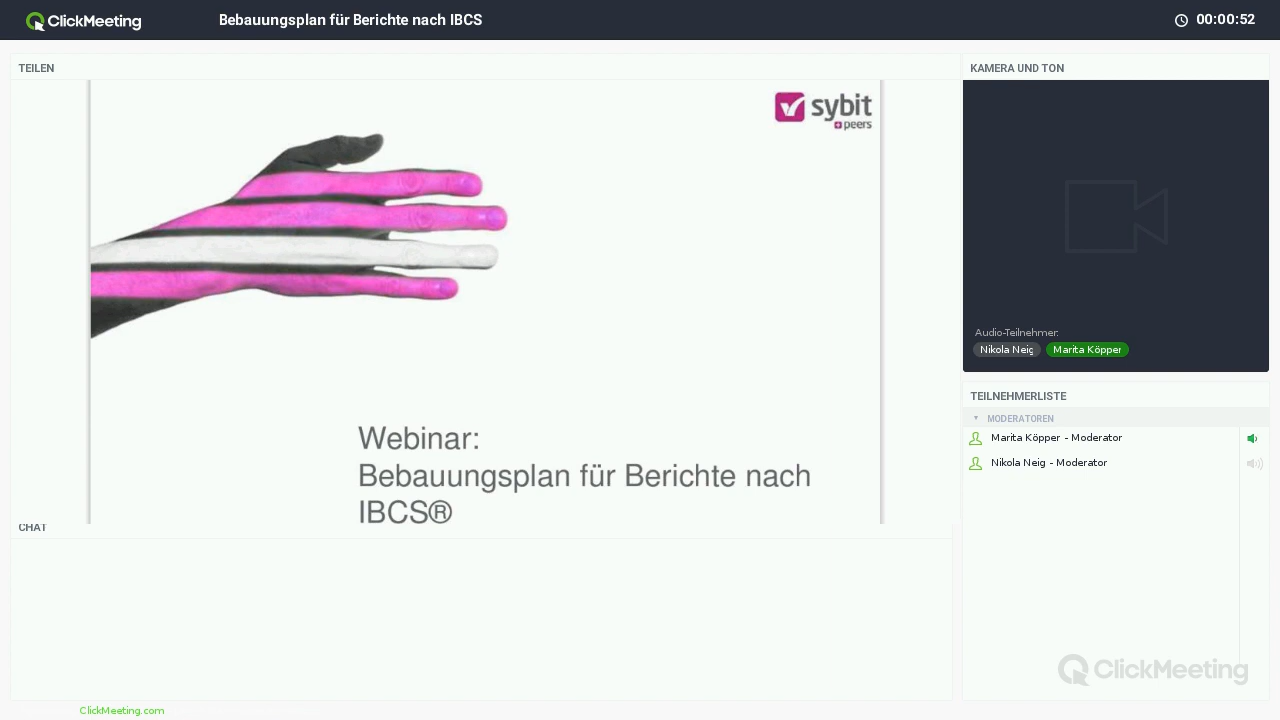 ClickMeeting
Bebauungsplan für Berichte nach IBCS
00:00:52
TEILEN
KAMERA UND TON
sybit
peers
Webinar:
Bebauungsplan für Berichte nach
IBCS®
Audio-Teilnehmer:
Nikola Neig
Marita Köpper
TEILNEHMERLISTE
MODERATOREN
Marita Köpper - Moderator
Nikola Neig - Moderator
CHAT
ClickMeeting
ClickMeeting.com